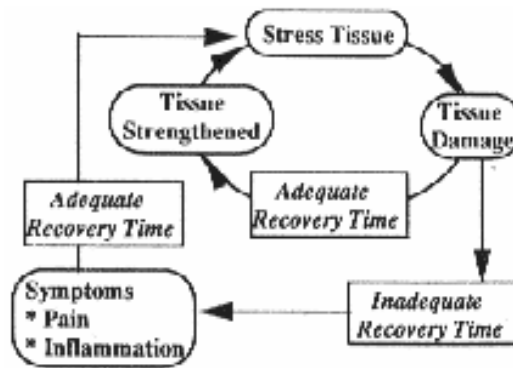 Stress Tissue
Tissue
Strengthened
Tissue
Damage
Adequate
Recovery Time
Adequate
Recovery Time
Symptoms
* Pain
* Inflammation
Inadequate
Recovery Time